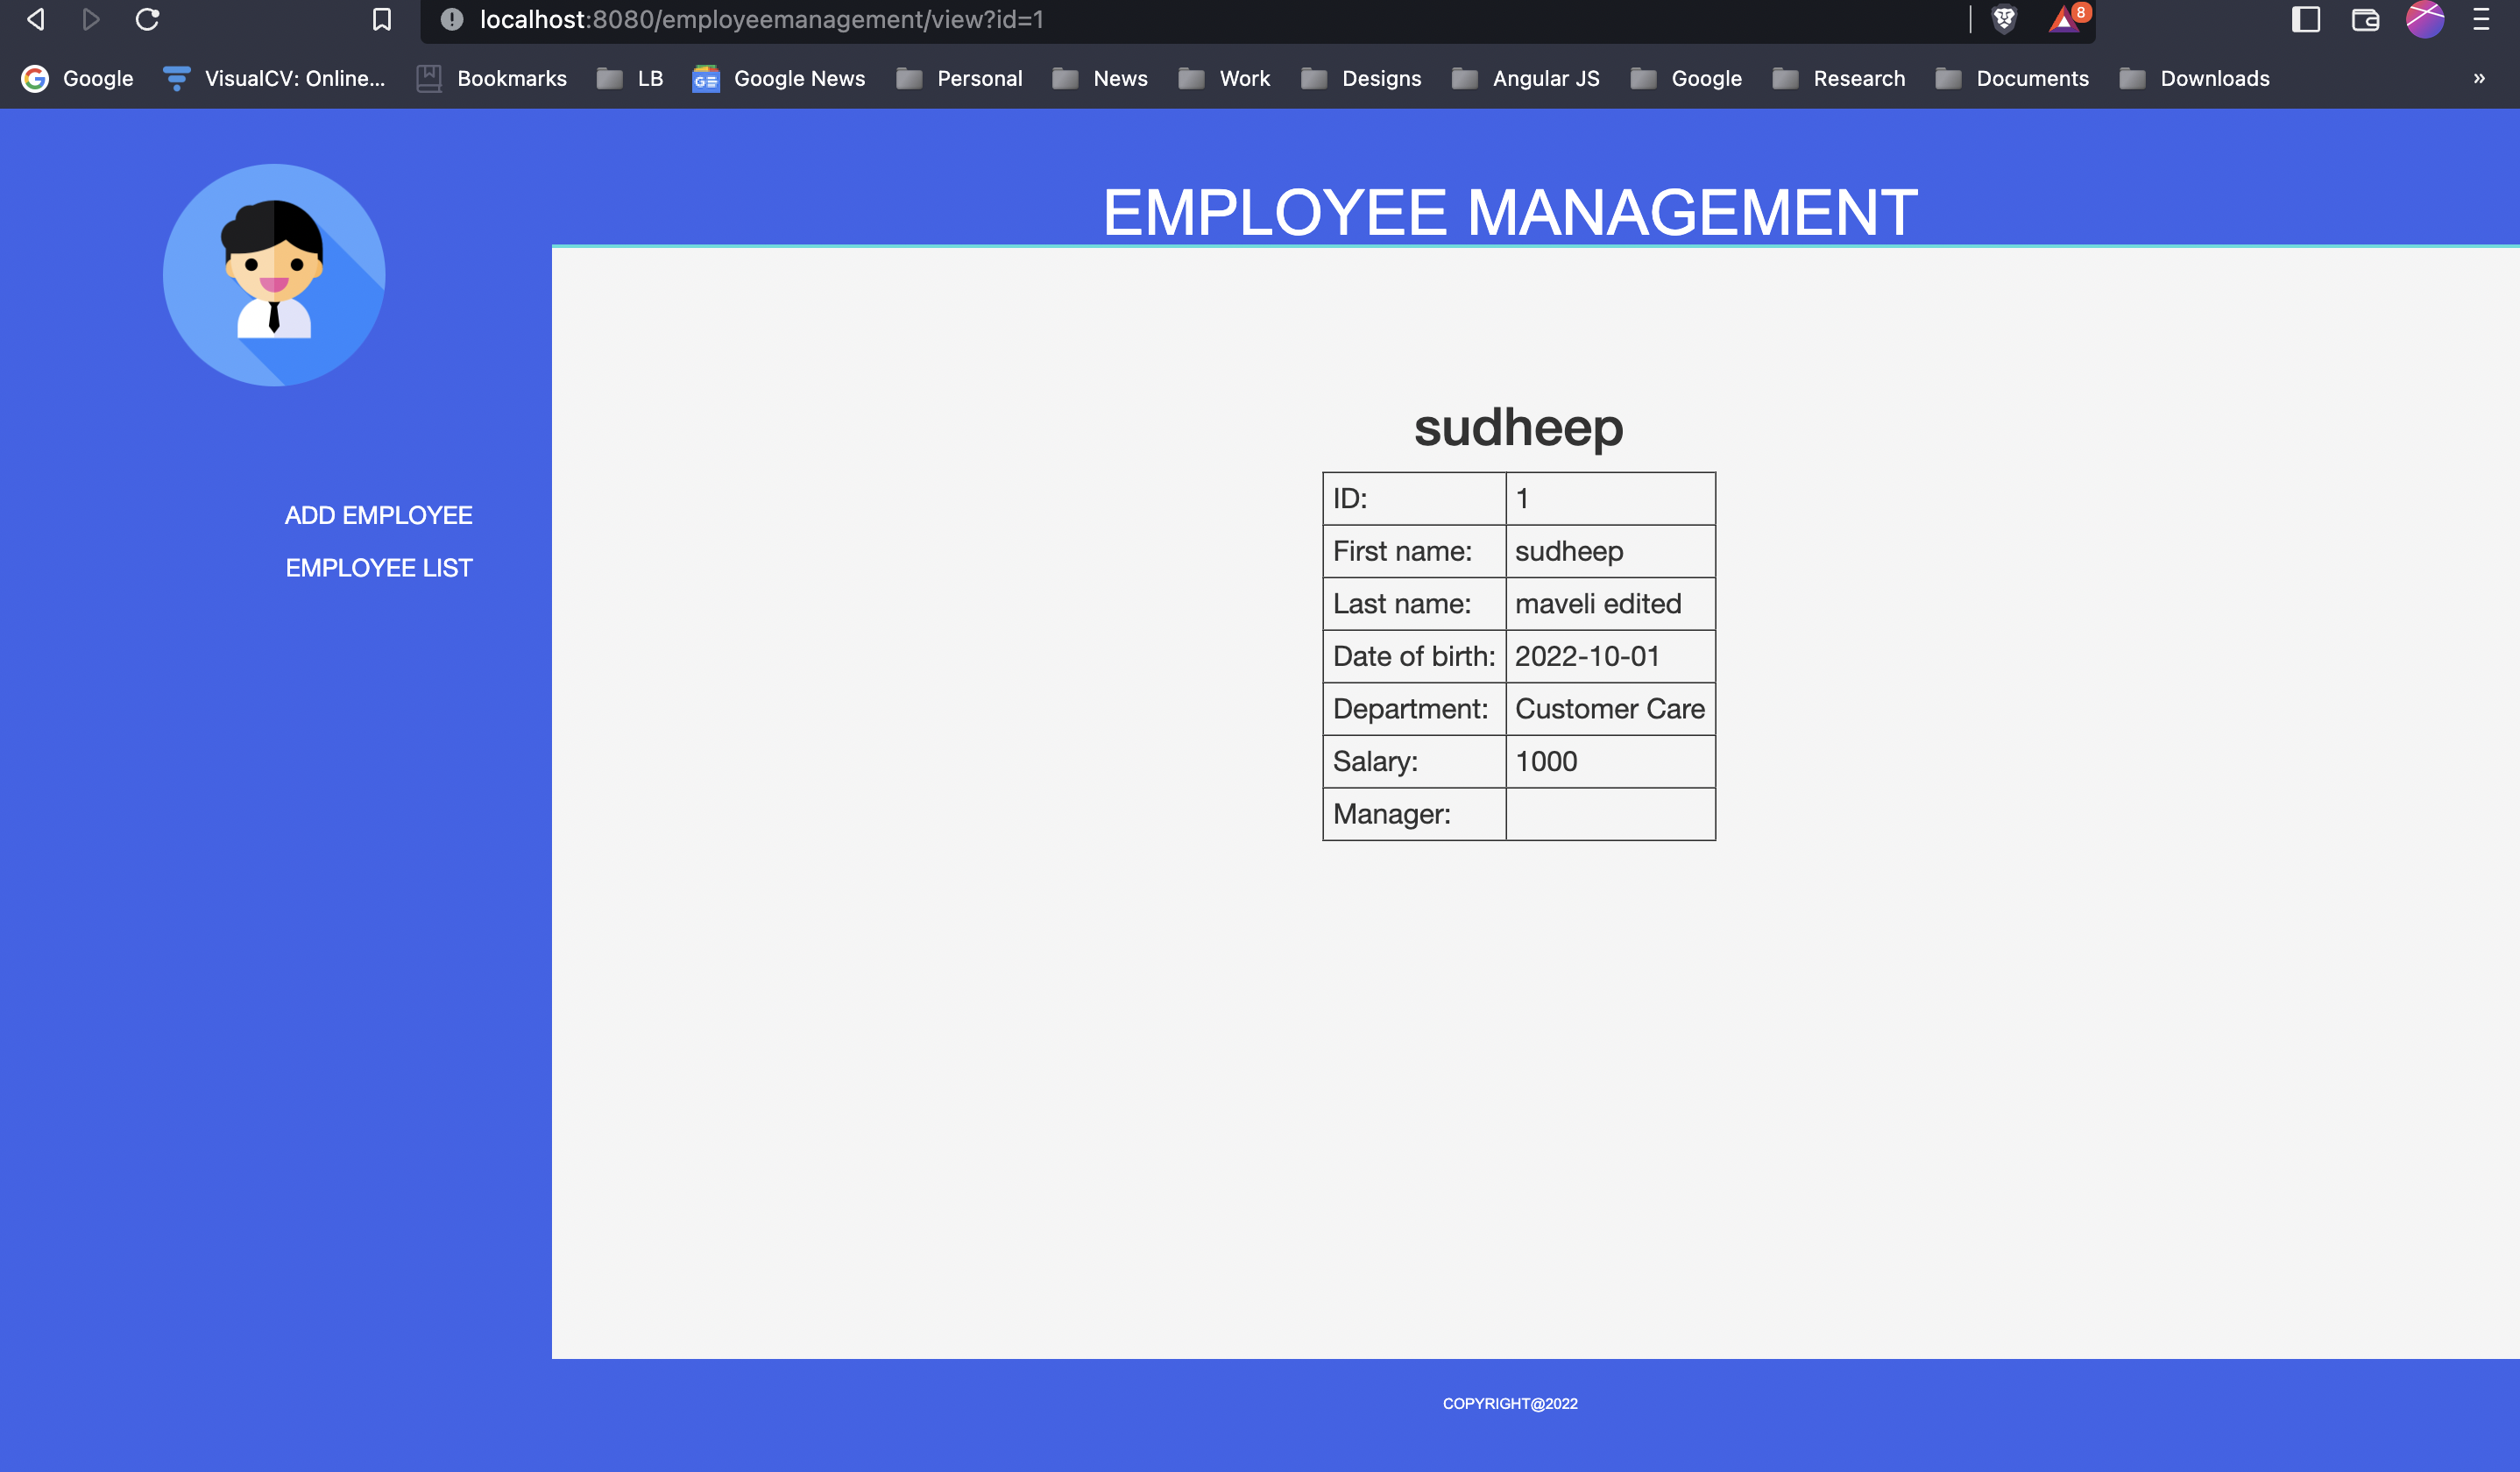 localhost:8080/employeemanagement/view?id=1
8
Google VisualCV: Online... Bookmarks LB Google News Personal News Work Designs Angular JS Google Research Documents Downloads »
EMPLOYEE MANAGEMENT
ADD EMPLOYEE
EMPLOYEE LIST
sudheep
ID: 1
First name: sudheep
Last name: maveli edited
Date of birth: 2022-10-01
Department: Customer Care
Salary: 1000
Manager:
COPYRIGHT@2022